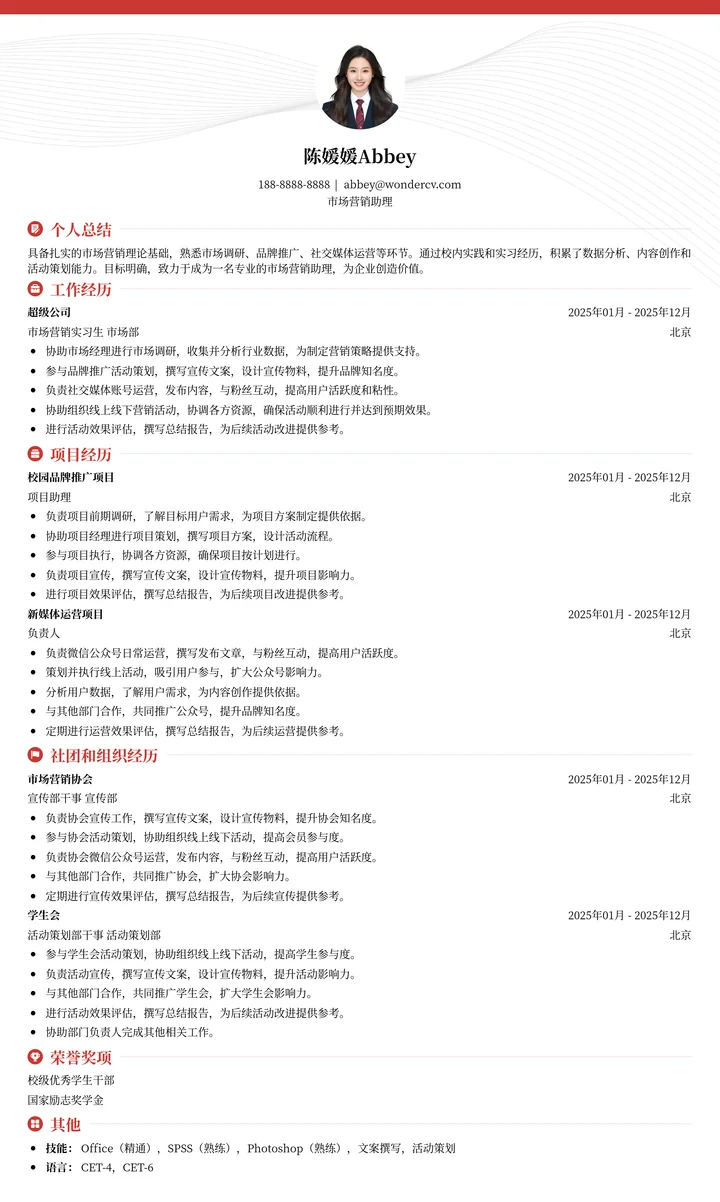 陈媛媛Abbey
188-8888-8888 | abbey@wondercv.com
市场营销助理
个人总结
具备扎实的市场营销理论基础，熟悉市场调研、品牌推广、社交媒体运营等环节。通过校内实践和实习经历，积累了数据分析、内容创作和
活动策划能力。目标明确，致力于成为一名专业的市场营销助理，为企业创造价值。
工作经历
超级公司 2025年01月 - 2025年12月
市场营销实习生 市场部 北京
• 协助市场经理进行市场调研，收集并分析行业数据，为制定营销策略提供支持。
• 参与品牌推广活动策划，撰写宣传文案，设计宣传物料，提升品牌知名度。
• 负责社交媒体账号运营，发布内容，与粉丝互动，提高用户活跃度和粘性。
• 协助组织线上线下营销活动，协调各方资源，确保活动顺利进行并达到预期效果。
• 进行活动效果评估，撰写总结报告，为后续活动改进提供参考。
项目经历
校园品牌推广项目 2025年01月 - 2025年12月
项目助理 北京
• 负责项目前期调研，了解目标用户需求，为项目方案制定提供依据。
• 协助项目经理进行项目策划，撰写项目方案，设计活动流程。
• 参与项目执行，协调各方资源，确保项目按计划进行。
• 负责项目宣传，撰写宣传文案，设计宣传物料，提升项目影响力。
• 进行项目效果评估，撰写总结报告，为后续项目改进提供参考。
新媒体运营项目 2025年01月 - 2025年12月
负责人 北京
• 负责微信公众号日常运营，撰写发布文章，与粉丝互动，提高用户活跃度。
• 策划并执行线上活动，吸引用户参与，扩大公众号影响力。
• 分析用户数据，了解用户需求，为内容创作提供依据。
• 与其他部门合作，共同推广公众号，提升品牌知名度。
• 定期进行运营效果评估，撰写总结报告，为后续运营提供参考。
社团和组织经历
市场营销协会 2025年01月 - 2025年12月
宣传部干事 宣传部 北京
• 负责协会宣传工作，撰写宣传文案，设计宣传物料，提升协会知名度。
• 参与协会活动策划，协助组织线上线下活动，提高会员参与度。
• 负责协会微信公众号运营，发布内容，与粉丝互动，提高用户活跃度。
• 与其他部门合作，共同推广协会，扩大协会影响力。
• 定期进行宣传效果评估，撰写总结报告，为后续宣传提供参考。
学生会 2025年01月 - 2025年12月
活动策划部干事 活动策划部 北京
• 参与学生会活动策划，协助组织线上线下活动，提高学生参与度。
• 负责活动宣传，撰写宣传文案，设计宣传物料，提升活动影响力。
• 与其他部门合作，共同推广学生会，扩大学生会影响力。
• 进行活动效果评估，撰写总结报告，为后续活动改进提供参考。
• 协助部门负责人完成其他相关工作。
荣誉奖项
校级优秀学生干部
国家励志奖学金
其他
• 技能： Office（精通）, SPSS（熟练）, Photoshop（熟练）, 文案撰写，活动策划
• 语言： CET-4，CET-6